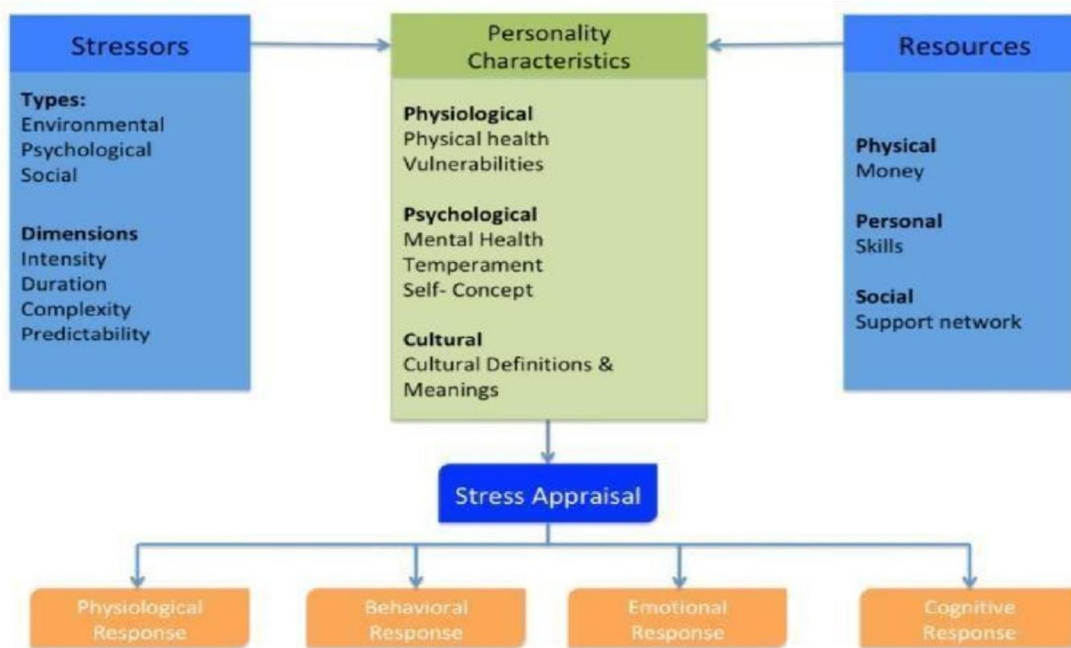 Stressors
Types:
Environmental
Psychological
Social
Dimensions
Intensity
Duration
Complexity
Predictability
Personality
Characteristics
Physiological
Physical health
Vulnerabilities
Psychological
Mental Health
Temperament
Self- Concept
Cultural
Cultural Definitions &
Meanings
Resources
Physical
Money
Personal
Skills
Social
Support network
Stress Appraisal
Physiological
Response
Behavioral
Response
Emotional
Response
Cognitive
Response